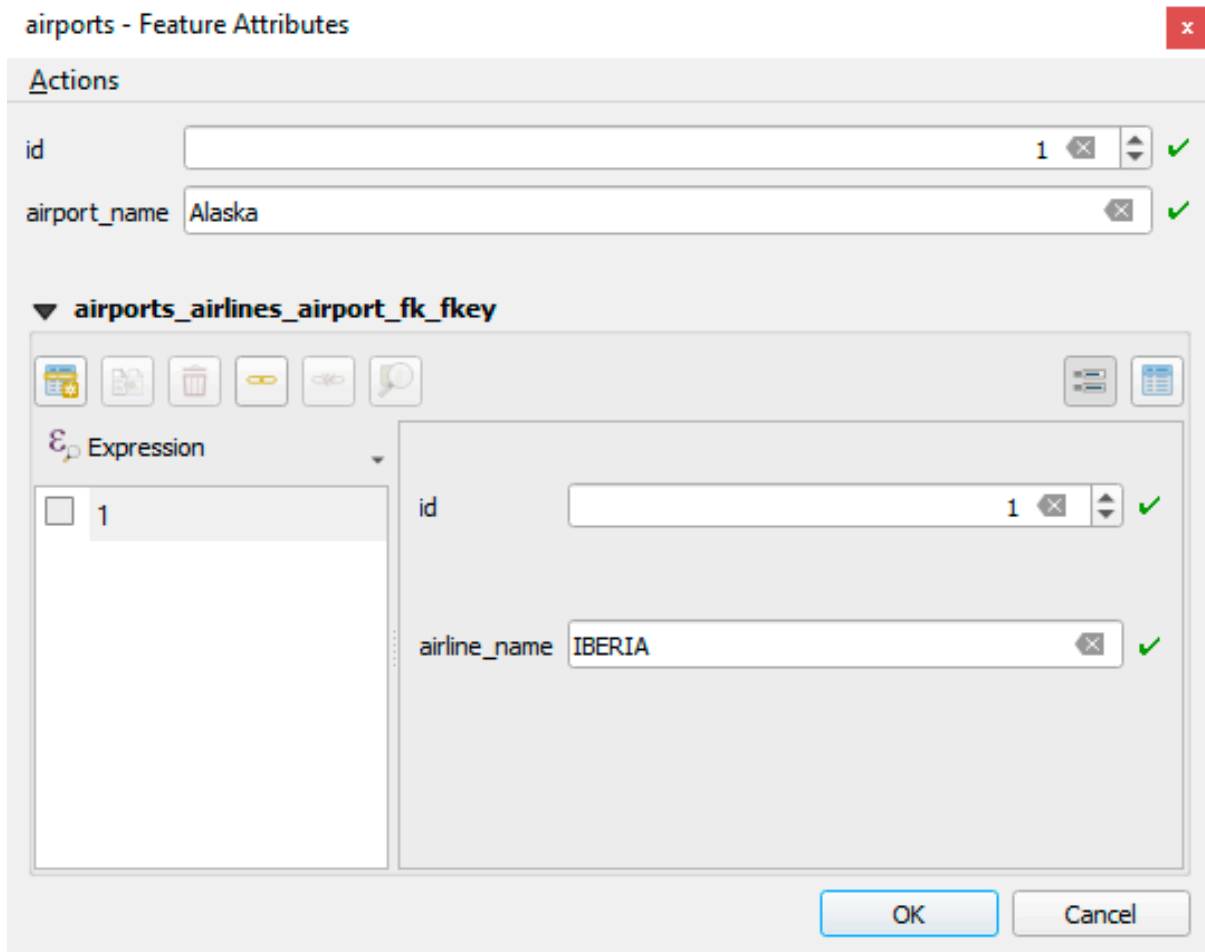 airports - Feature Attributes
x
Actions
id 1
airport_name Alaska
airports_airlines_airport_fk_fkey
Expression
1
id 1
airline_name IBERIA
OK Cancel